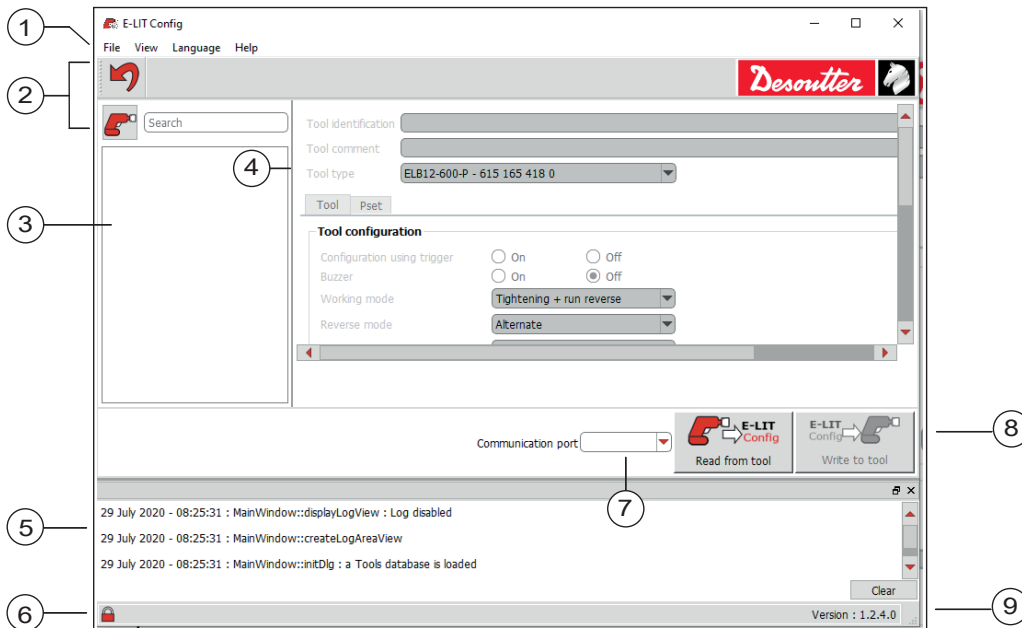 E-LIT Config
1
File View Language Help
2
Desoutter
Search
Tool identification
Tool comment
4
Tool type ELB12-600-P - 615 165 418 0
Tool Pset
3
Tool configuration
Configuration using trigger On Off
Buzzer On Off
Working mode Tightening + run reverse
Reverse mode Alternate
8
E-LIT
Config
E-LIT
Config
Communication port
Read from tool Write to tool
7
5
29 July 2020 - 08:25:31 : MainWindow::displayLogView : Log disabled
29 July 2020 - 08:25:31 : MainWindow::createLogAreaView
29 July 2020 - 08:25:31 : MainWindow::initDlg : a Tools database is loaded
Clear
6
Version : 1.2.4.0
9